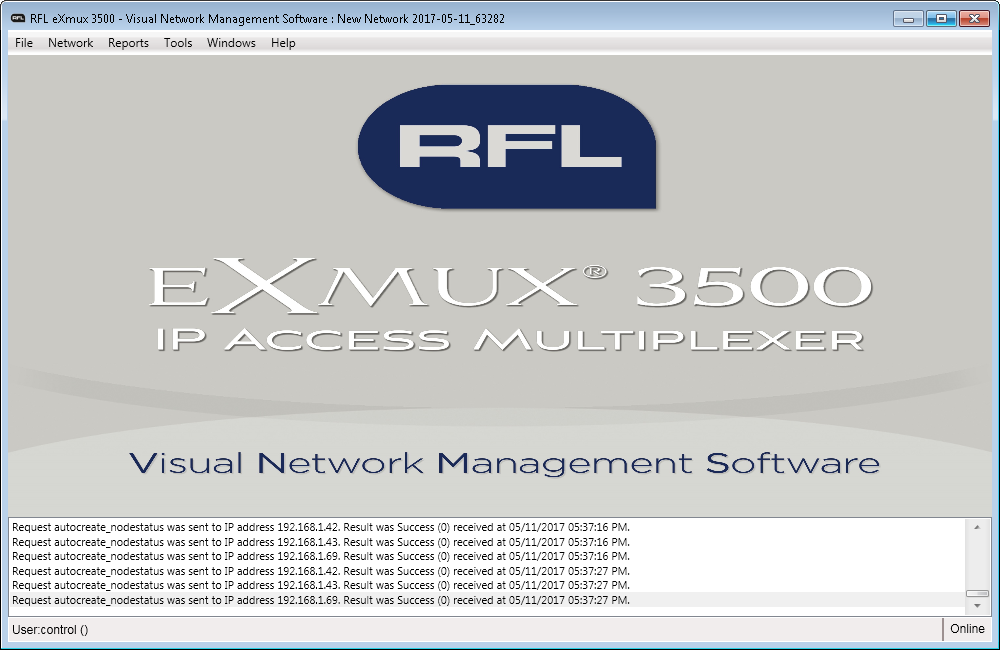 RFL RFL eXmux 3500 - Visual Network Management Software : New Network 2017-05-11_63282
File Network Reports Tools Windows Help
RFL
eXmux® 3500
IP Access Multiplexer
Visual Network Management Software
Request autocreate_nodestatus was sent to IP address 192.168.1.42. Result was Success (0) received at 05/11/2017 05:37:16 PM.
Request autocreate_nodestatus was sent to IP address 192.168.1.43. Result was Success (0) received at 05/11/2017 05:37:16 PM.
Request autocreate_nodestatus was sent to IP address 192.168.1.69. Result was Success (0) received at 05/11/2017 05:37:16 PM.
Request autocreate_nodestatus was sent to IP address 192.168.1.42. Result was Success (0) received at 05/11/2017 05:37:27 PM.
Request autocreate_nodestatus was sent to IP address 192.168.1.43. Result was Success (0) received at 05/11/2017 05:37:27 PM.
Request autocreate_nodestatus was sent to IP address 192.168.1.69. Result was Success (0) received at 05/11/2017 05:37:27 PM.
User:control () Online